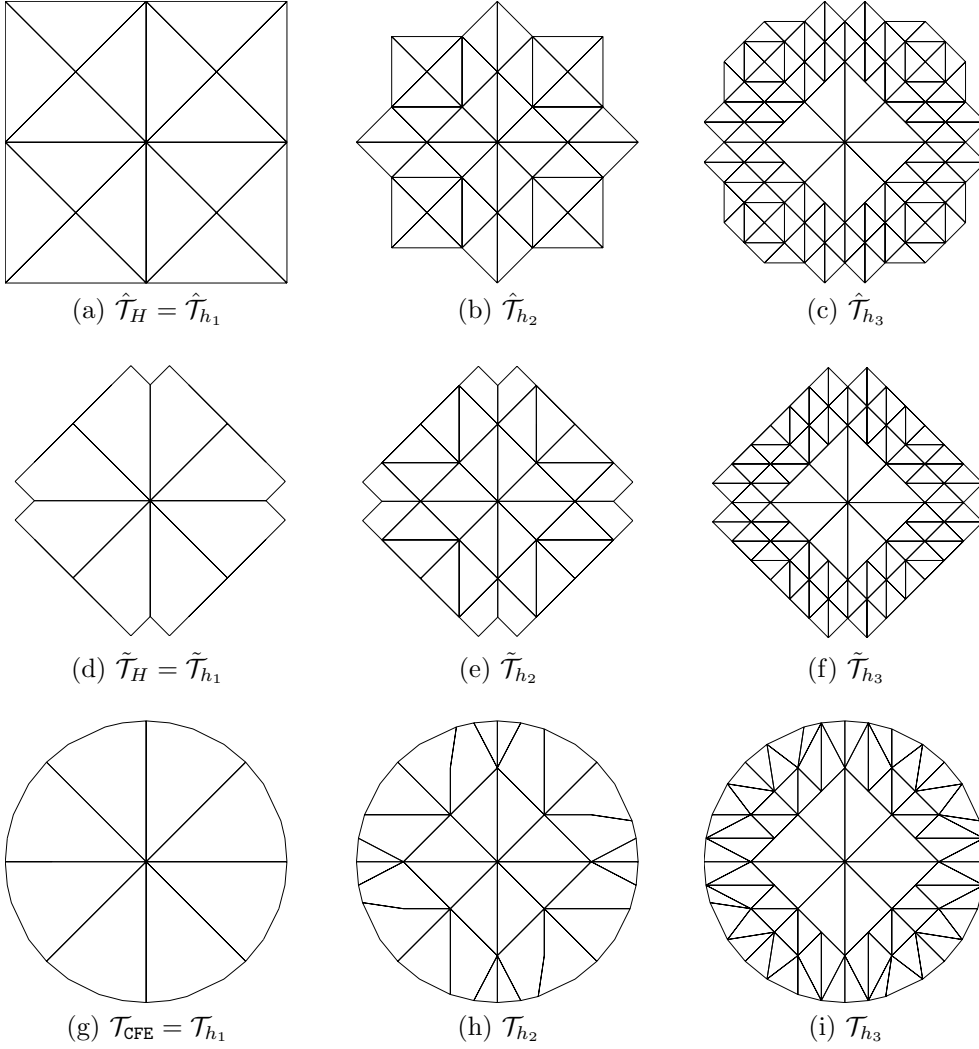 (a) $\hat{\mathcal{T}}_H = \hat{\mathcal{T}}_{h_1}$
(b) $\hat{\mathcal{T}}_{h_2}$
(c) $\hat{\mathcal{T}}_{h_3}$
(d) $\tilde{\mathcal{T}}_H = \tilde{\mathcal{T}}_{h_1}$
(e) $\tilde{\mathcal{T}}_{h_2}$
(f) $\tilde{\mathcal{T}}_{h_3}$
(g) $\mathcal{T}_{\mathtt{CFE}} = \mathcal{T}_{h_1}$
(h) $\mathcal{T}_{h_2}$
(i) $\mathcal{T}_{h_3}$